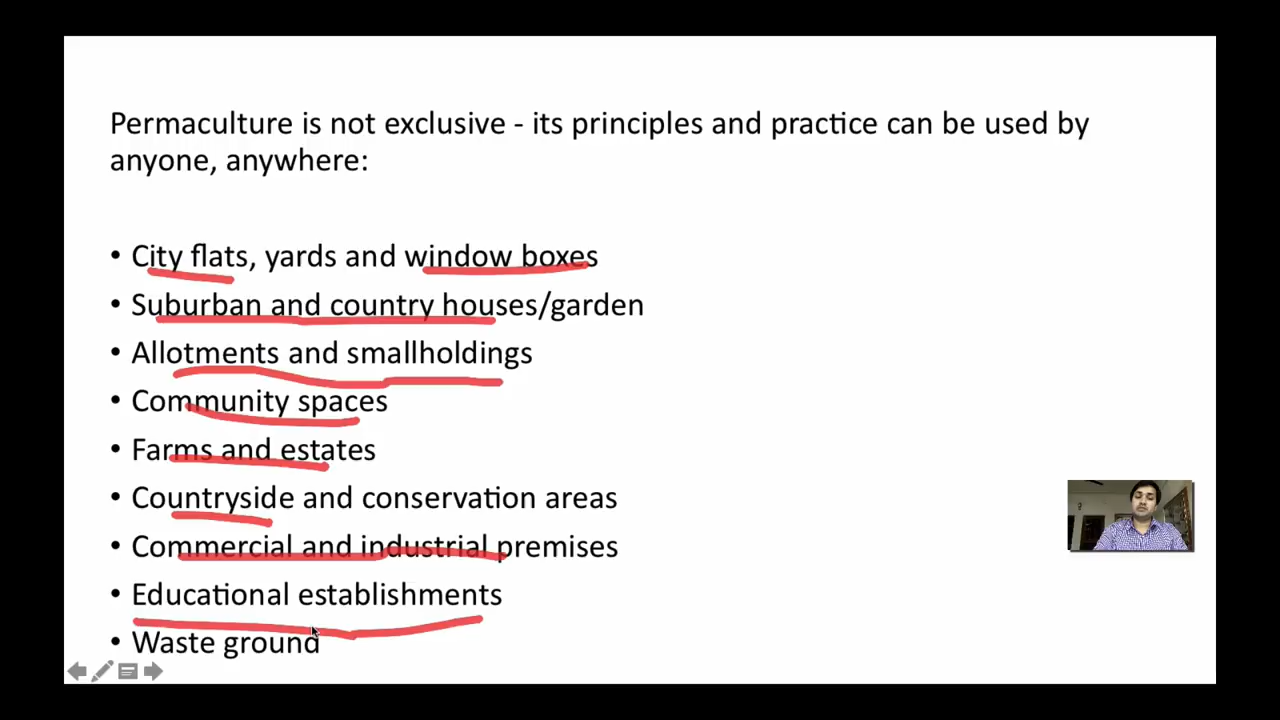 Permaculture is not exclusive - its principles and practice can be used by
anyone, anywhere:
• City flats, yards and window boxes
• Suburban and country houses/garden
• Allotments and smallholdings
• Community spaces
• Farms and estates
• Countryside and conservation areas
• Commercial and industrial premises
• Educational establishments
• Waste ground